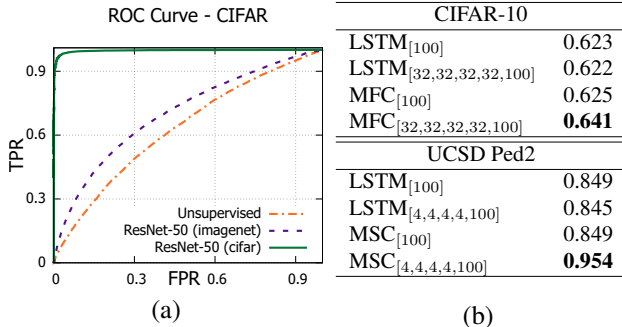 ROC Curve - CIFAR
TPR
0.9
0.6
0.3
0
Unsupervised
ResNet-50 (imagenet)
ResNet-50 (cifar)
0 0.3 0.6 0.9
FPR
(a)
CIFAR-10
LSTM[100] 0.623
LSTM[32,32,32,32,100] 0.622
MFC[100] 0.625
MFC[32,32,32,32,100] 0.641
UCSD Ped2
LSTM[100] 0.849
LSTM[4,4,4,4,100] 0.845
MSC[100] 0.849
MSC[4,4,4,4,100] 0.954
(b)